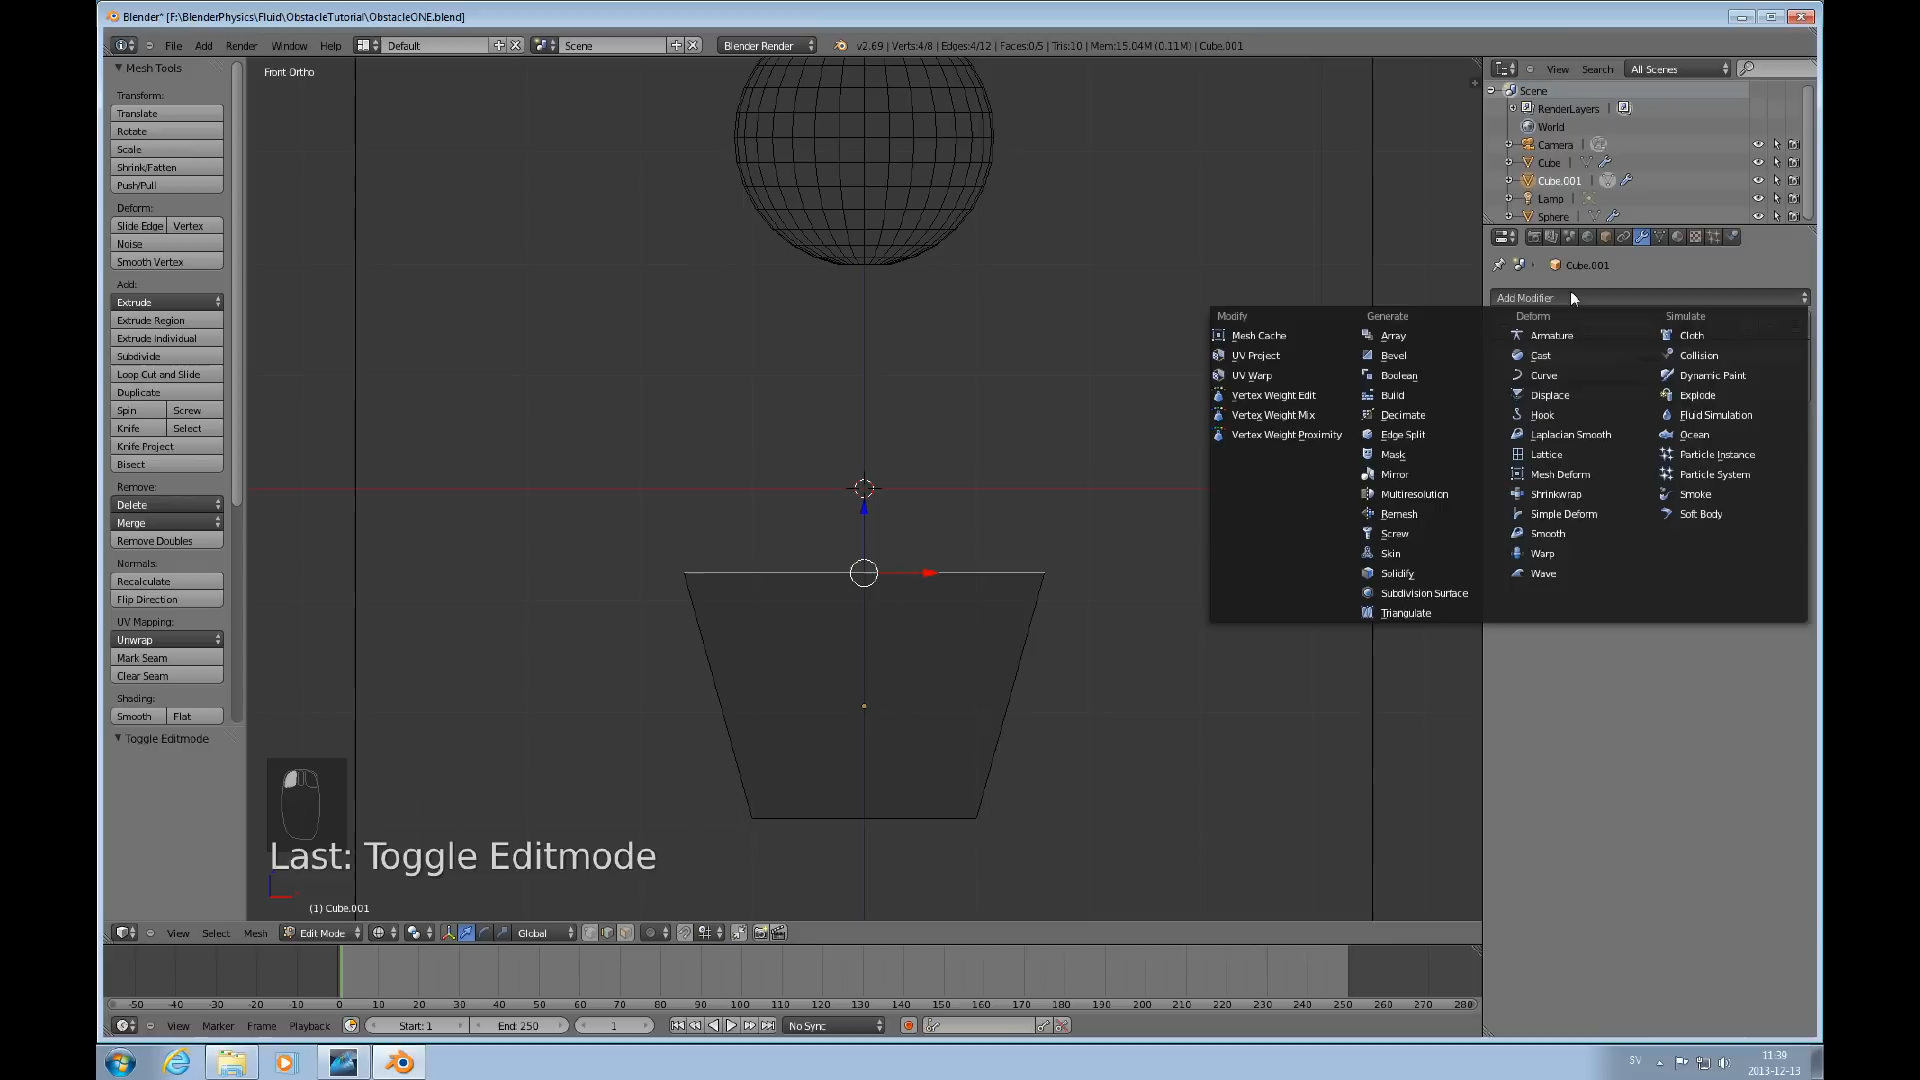 Blender* [F:\BlenderPhysics\Fluid\ObstacleTutorial\ObstacleONE.blend]
File Add Render Window Help Default Scene Blender Render v2.69 | Verts:4/8 | Edges:4/12 | Faces:0/5 | Tris:10 | Mem:15.04M (0.11M) | Cube.001
Mesh Tools
Transform:
Translate
Rotate
Scale
Shrink/Fatten
Push/Pull
Deform:
Slide Edge Vertex
Noise
Smooth Vertex
Add:
Extrude
Extrude Region
Extrude Individual
Subdivide
Loop Cut and Slide
Duplicate
Spin Screw
Knife Select
Knife Project
Bisect
Remove:
Delete
Merge
Remove Doubles
Normals:
Recalculate
Flip Direction
UV Mapping:
Unwrap
Mark Seam
Clear Seam
Shading:
Smooth Flat
Toggle Editmode
Front Ortho
Last: Toggle Editmode
(1) Cube.001
View Search All Scenes
Scene
RenderLayers
World
Camera
Cube
Cube.001
Lamp
Sphere
Cube.001
Add Modifier
Modify
Mesh Cache
UV Project
UV Warp
Vertex Weight Edit
Vertex Weight Mix
Vertex Weight Proximity
Generate
Array
Bevel
Boolean
Build
Decimate
Edge Split
Mask
Mirror
Multiresolution
Remesh
Screw
Skin
Solidify
Subdivision Surface
Triangulate
Deform
Armature
Cast
Curve
Displace
Hook
Laplacian Smooth
Lattice
Mesh Deform
Shrinkwrap
Simple Deform
Smooth
Warp
Wave
Simulate
Cloth
Collision
Dynamic Paint
Explode
Fluid Simulation
Ocean
Particle Instance
Particle System
Smoke
Soft Body
View Select Mesh Edit Mode Global
-50 -40 -30 -20 -10 0 10 20 30 40 50 60 70 80 90 100 110 120 130 140 150 160 170 180 190 200 210 220 230 240 250 260 270 280
View Marker Frame Playback Start: 1 End: 250 1 No Sync
SV
11:39
2013-12-13